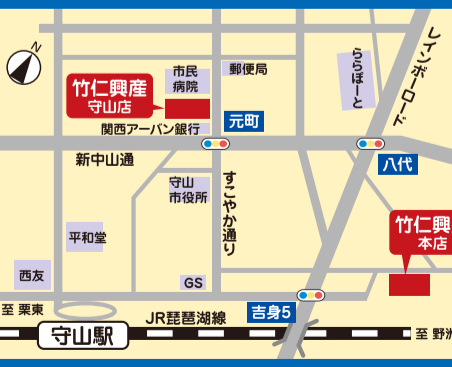 N
竹仁興産
守山店
市民
病院
郵便局
ららぽーと
レインボーロード
関西アーバン銀行
元町
新中山通
八代
守山
市役所
すこやか通り
竹仁興
本店
平和堂
西友
GS
至 栗東
JR琵琶湖線
吉身5
守山駅
至 野洲